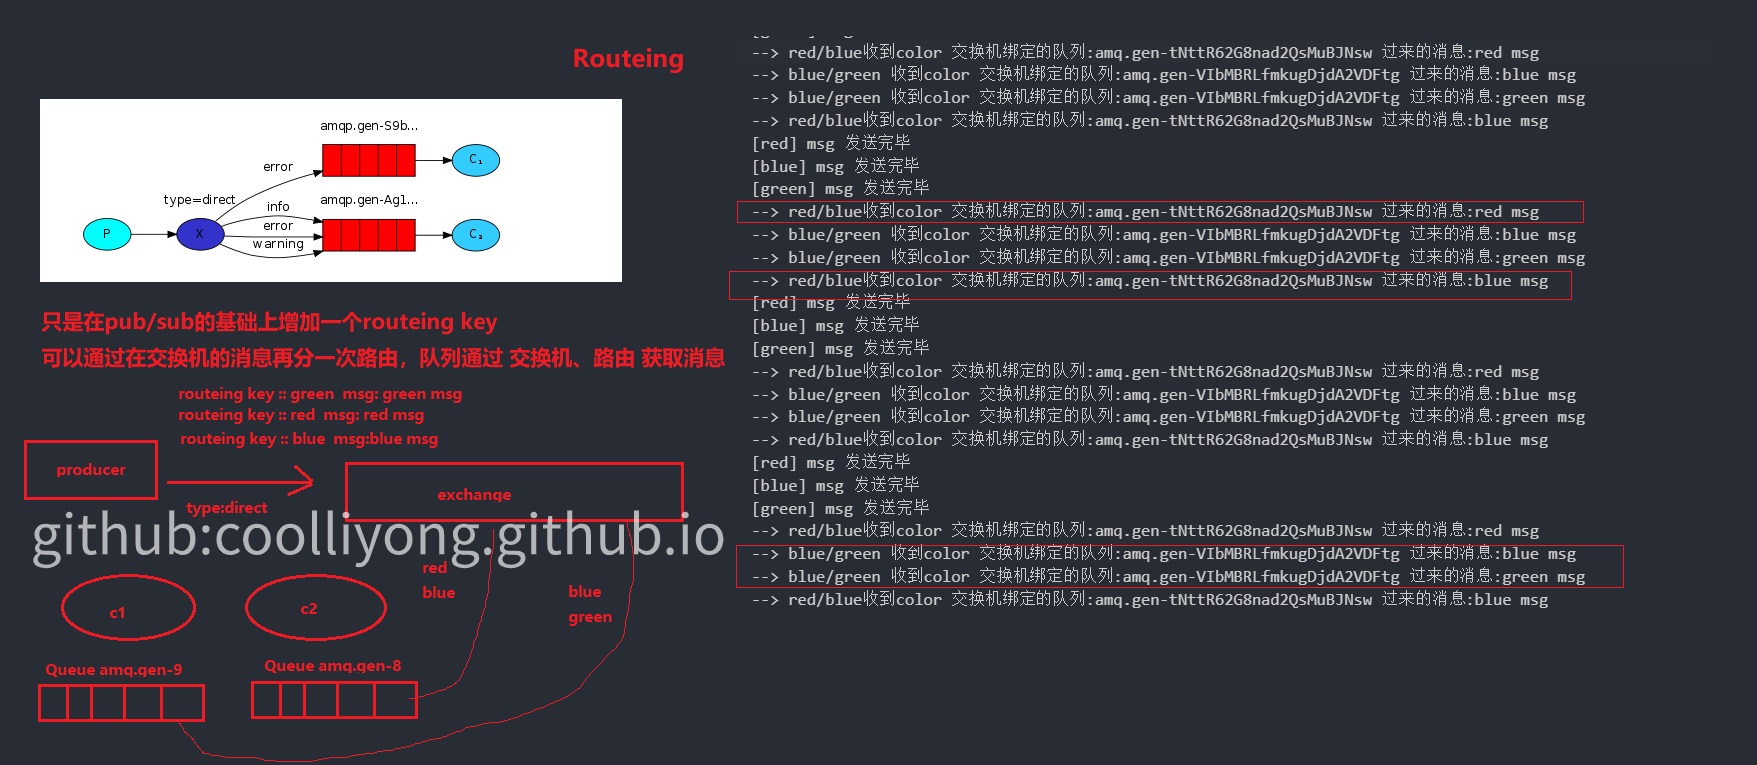 Routeing
amqp.gen-S9b...
error
C₁
type=direct
amqp.gen-Ag1...
info
error
warning
P
X
C₂
只是在pub/sub的基础上增加一个routeing key
可以通过在交换机的消息再分一次路由，队列通过 交换机、路由 获取消息
routeing key :: green  msg: green msg
routeing key :: red  msg: red msg
routeing key :: blue  msg:blue msg
producer
type:direct
exchange
github:coolliyong.github.io
red
blue
blue
green
c1
c2
Queue amq.gen-9
Queue amq.gen-8
--> red/blue收到color 交换机绑定的队列:amq.gen-tNttR62G8nad2QsMuBJNsw 过来的消息:red msg
--> blue/green 收到color 交换机绑定的队列:amq.gen-VIbMBRLfmkugDjdA2VDFtg 过来的消息:blue msg
--> blue/green 收到color 交换机绑定的队列:amq.gen-VIbMBRLfmkugDjdA2VDFtg 过来的消息:green msg
--> red/blue收到color 交换机绑定的队列:amq.gen-tNttR62G8nad2QsMuBJNsw 过来的消息:blue msg
[red] msg 发送完毕
[blue] msg 发送完毕
[green] msg 发送完毕
--> red/blue收到color 交换机绑定的队列:amq.gen-tNttR62G8nad2QsMuBJNsw 过来的消息:red msg
--> blue/green 收到color 交换机绑定的队列:amq.gen-VIbMBRLfmkugDjdA2VDFtg 过来的消息:blue msg
--> blue/green 收到color 交换机绑定的队列:amq.gen-VIbMBRLfmkugDjdA2VDFtg 过来的消息:green msg
--> red/blue收到color 交换机绑定的队列:amq.gen-tNttR62G8nad2QsMuBJNsw 过来的消息:blue msg
[red] msg 发送完毕
[blue] msg 发送完毕
[green] msg 发送完毕
--> red/blue收到color 交换机绑定的队列:amq.gen-tNttR62G8nad2QsMuBJNsw 过来的消息:red msg
--> blue/green 收到color 交换机绑定的队列:amq.gen-VIbMBRLfmkugDjdA2VDFtg 过来的消息:blue msg
--> blue/green 收到color 交换机绑定的队列:amq.gen-VIbMBRLfmkugDjdA2VDFtg 过来的消息:green msg
--> red/blue收到color 交换机绑定的队列:amq.gen-tNttR62G8nad2QsMuBJNsw 过来的消息:blue msg
[red] msg 发送完毕
[blue] msg 发送完毕
[green] msg 发送完毕
--> red/blue收到color 交换机绑定的队列:amq.gen-tNttR62G8nad2QsMuBJNsw 过来的消息:red msg
--> blue/green 收到color 交换机绑定的队列:amq.gen-VIbMBRLfmkugDjdA2VDFtg 过来的消息:blue msg
--> blue/green 收到color 交换机绑定的队列:amq.gen-VIbMBRLfmkugDjdA2VDFtg 过来的消息:green msg
--> red/blue收到color 交换机绑定的队列:amq.gen-tNttR62G8nad2QsMuBJNsw 过来的消息:blue msg